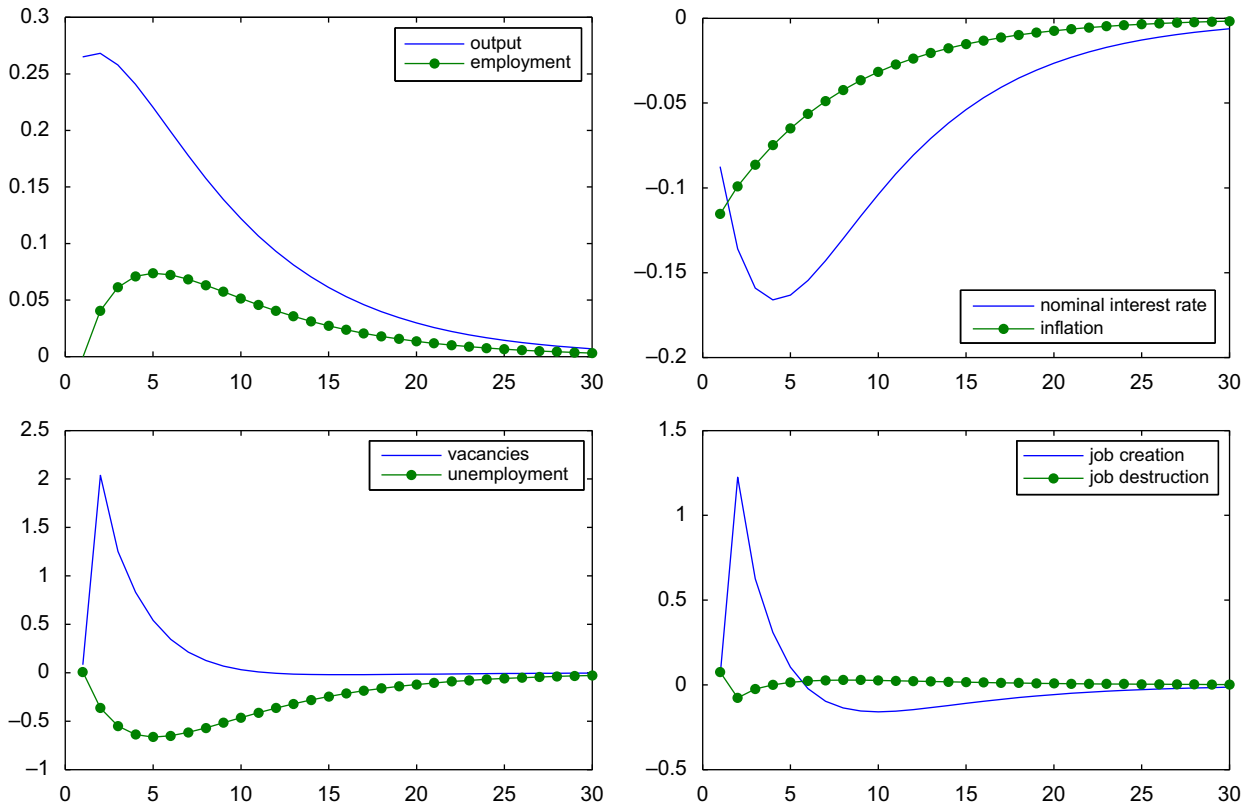 0.3
0.25
0.2
0.15
0.1
0.05
0
0 5 10 15 20 25 30
output
employment
0
−0.05
−0.1
−0.15
−0.2
0 5 10 15 20 25 30
nominal interest rate
inflation
2.5
2
1.5
1
0.5
0
−0.5
−1
0 5 10 15 20 25 30
vacancies
unemployment
1.5
1
0.5
0
−0.5
0 5 10 15 20 25 30
job creation
job destruction